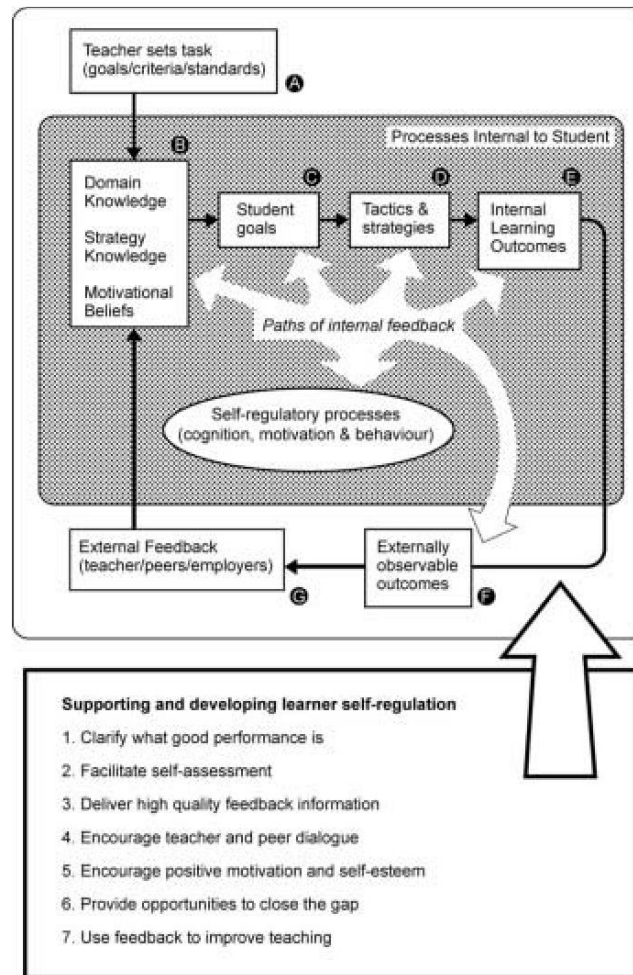 Teacher sets task
(goals/criteria/standards)
A
Processes Internal to Student
B
Domain
Knowledge
Strategy
Knowledge
Motivational
Beliefs
C
Student
goals
D
Tactics &
strategies
E
Internal
Learning
Outcomes
Paths of internal feedback
Self-regulatory processes
(cognition, motivation & behaviour)
External Feedback
(teacher/peers/employers)
G
Externally
observable
outcomes
F
Supporting and developing learner self-regulation
1. Clarify what good performance is
2. Facilitate self-assessment
3. Deliver high quality feedback information
4. Encourage teacher and peer dialogue
5. Encourage positive motivation and self-esteem
6. Provide opportunities to close the gap
7. Use feedback to improve teaching